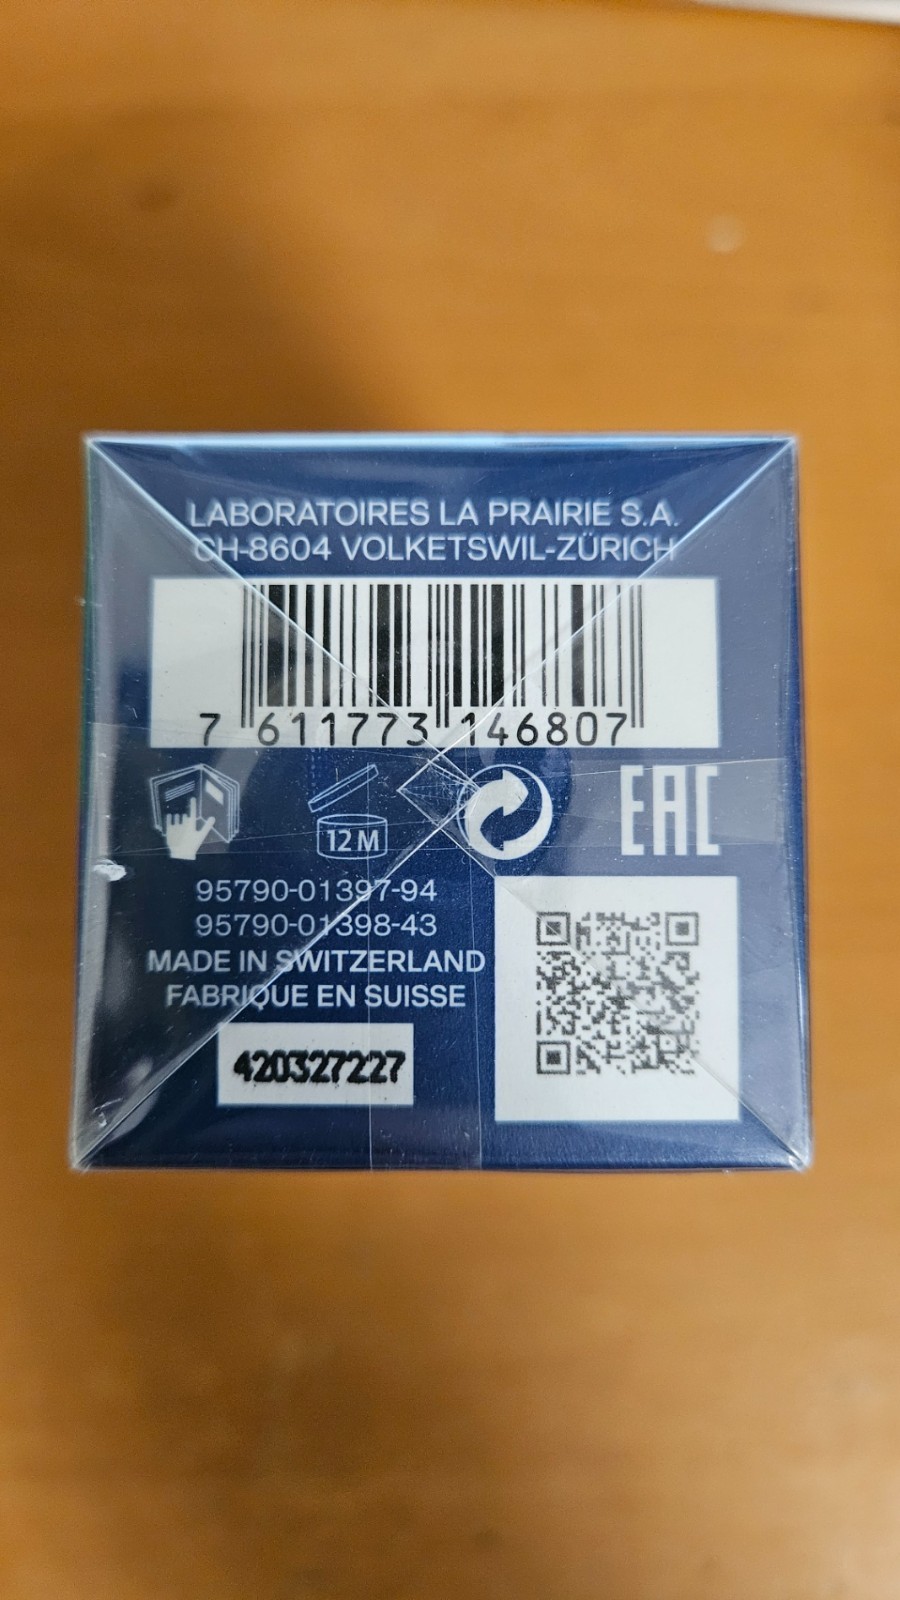 LABORATOIRES LA PRAIRIE S.A.
CH-8604 VOLKETSWIL-ZÜRICH
7 611773 146807
12 M
EAC
95790-01397-94
95790-01398-43
MADE IN SWITZERLAND
FABRIQUE EN SUISSE
420327227